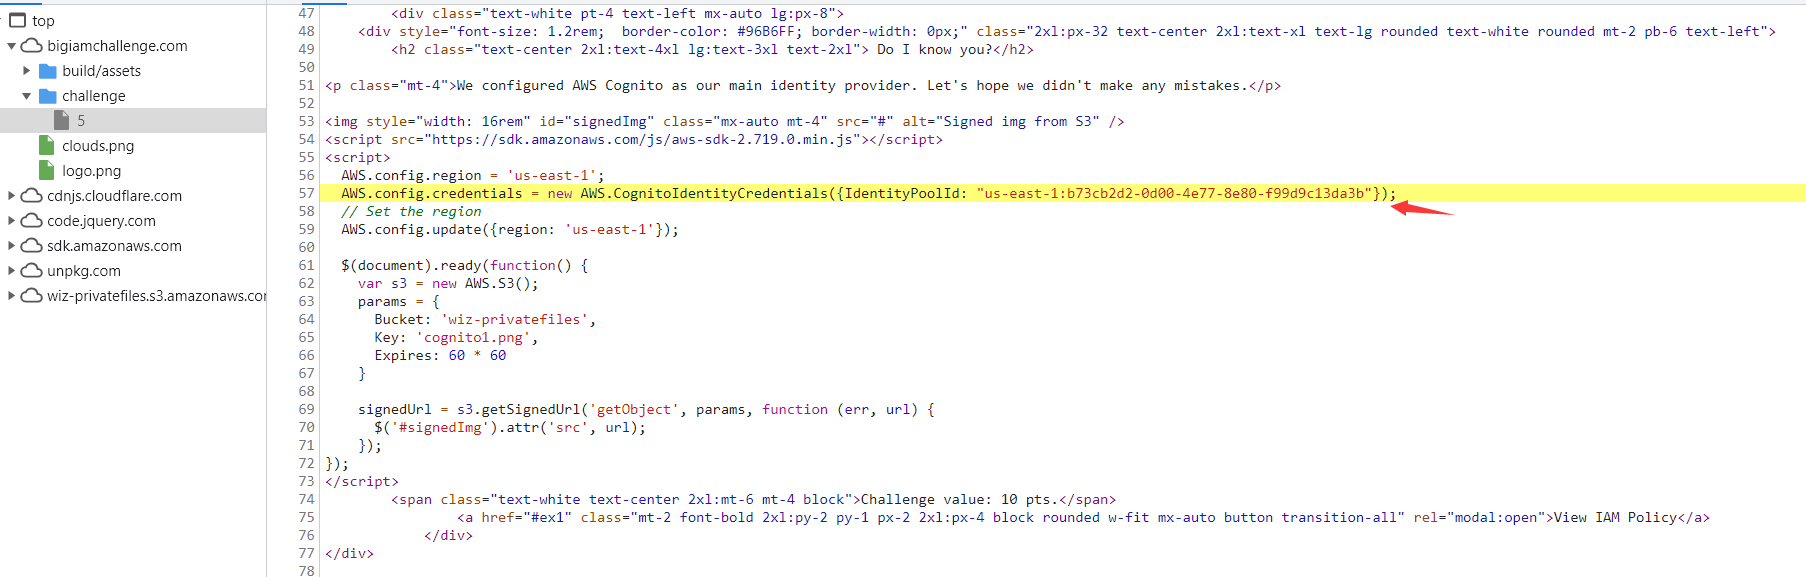 top
bigiamchallenge.com
build/assets
challenge
5
clouds.png
logo.png
cdnjs.cloudflare.com
code.jquery.com
sdk.amazonaws.com
unpkg.com
wiz-privatefiles.s3.amazonaws.com
47 <div class="text-white pt-4 text-left mx-auto lg:px-8">
48 <div style="font-size: 1.2rem;  border-color: #96B6FF; border-width: 0px;" class="2xl:px-32 text-center 2xl:text-xl text-lg rounded text-white rounded mt-2 pb-6 text-left">
49 <h2 class="text-center 2xl:text-4xl lg:text-3xl text-2xl"> Do I know you?</h2>
50
51 <p class="mt-4">We configured AWS Cognito as our main identity provider. Let's hope we didn't make any mistakes.</p>
52
53 <img style="width: 16rem" id="signedImg" class="mx-auto mt-4" src="#" alt="Signed img from S3" />
54 <script src="https://sdk.amazonaws.com/js/aws-sdk-2.719.0.min.js"></script>
55 <script>
56 AWS.config.region = 'us-east-1';
57 AWS.config.credentials = new AWS.CognitoIdentityCredentials({IdentityPoolId: "us-east-1:b73cb2d2-0d00-4e77-8e80-f99d9c13da3b"});
58 // Set the region
59 AWS.config.update({region: 'us-east-1'});
60
61 $(document).ready(function() {
62 var s3 = new AWS.S3();
63 params = {
64 Bucket: 'wiz-privatefiles',
65 Key: 'cognito1.png',
66 Expires: 60 * 60
67 }
68
69 signedUrl = s3.getSignedUrl('getObject', params, function (err, url) {
70 $('#signedImg').attr('src', url);
71 });
72 });
73 </script>
74 <span class="text-white text-center 2xl:mt-6 mt-4 block">Challenge value: 10 pts.</span>
75 <a href="#ex1" class="mt-2 font-bold 2xl:py-2 py-1 px-2 2xl:px-4 block rounded w-fit mx-auto button transition-all" rel="modal:open">View IAM Policy</a>
76 </div>
77 </div>
78